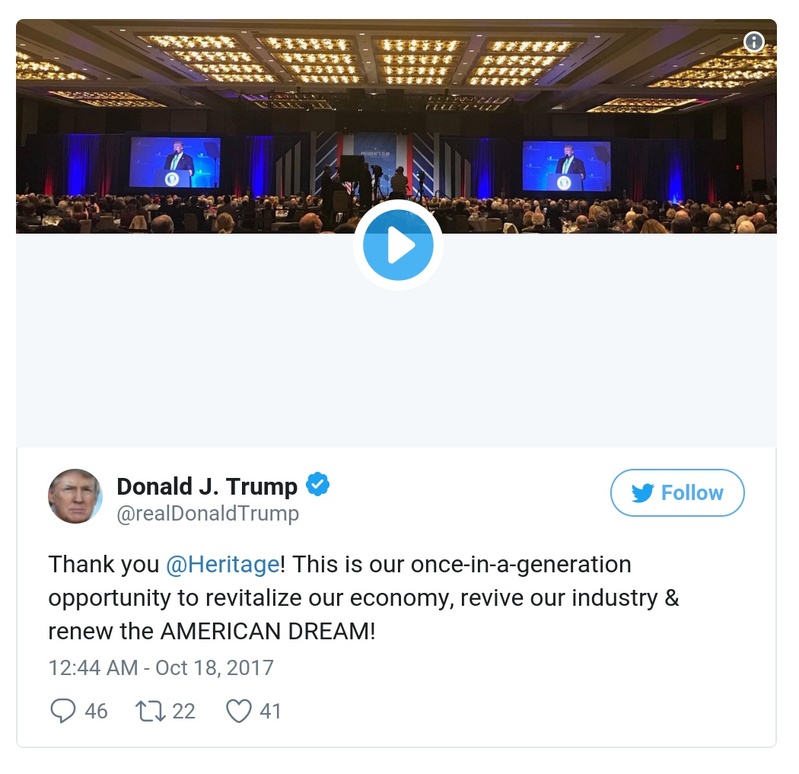 Donald J. Trump
Follow
@realDonaldTrump
Thank you @Heritage! This is our once-in-a-generation
opportunity to revitalize our economy, revive our industry &
renew the AMERICAN DREAM!
12:44 AM - Oct 18, 2017
46 22 41